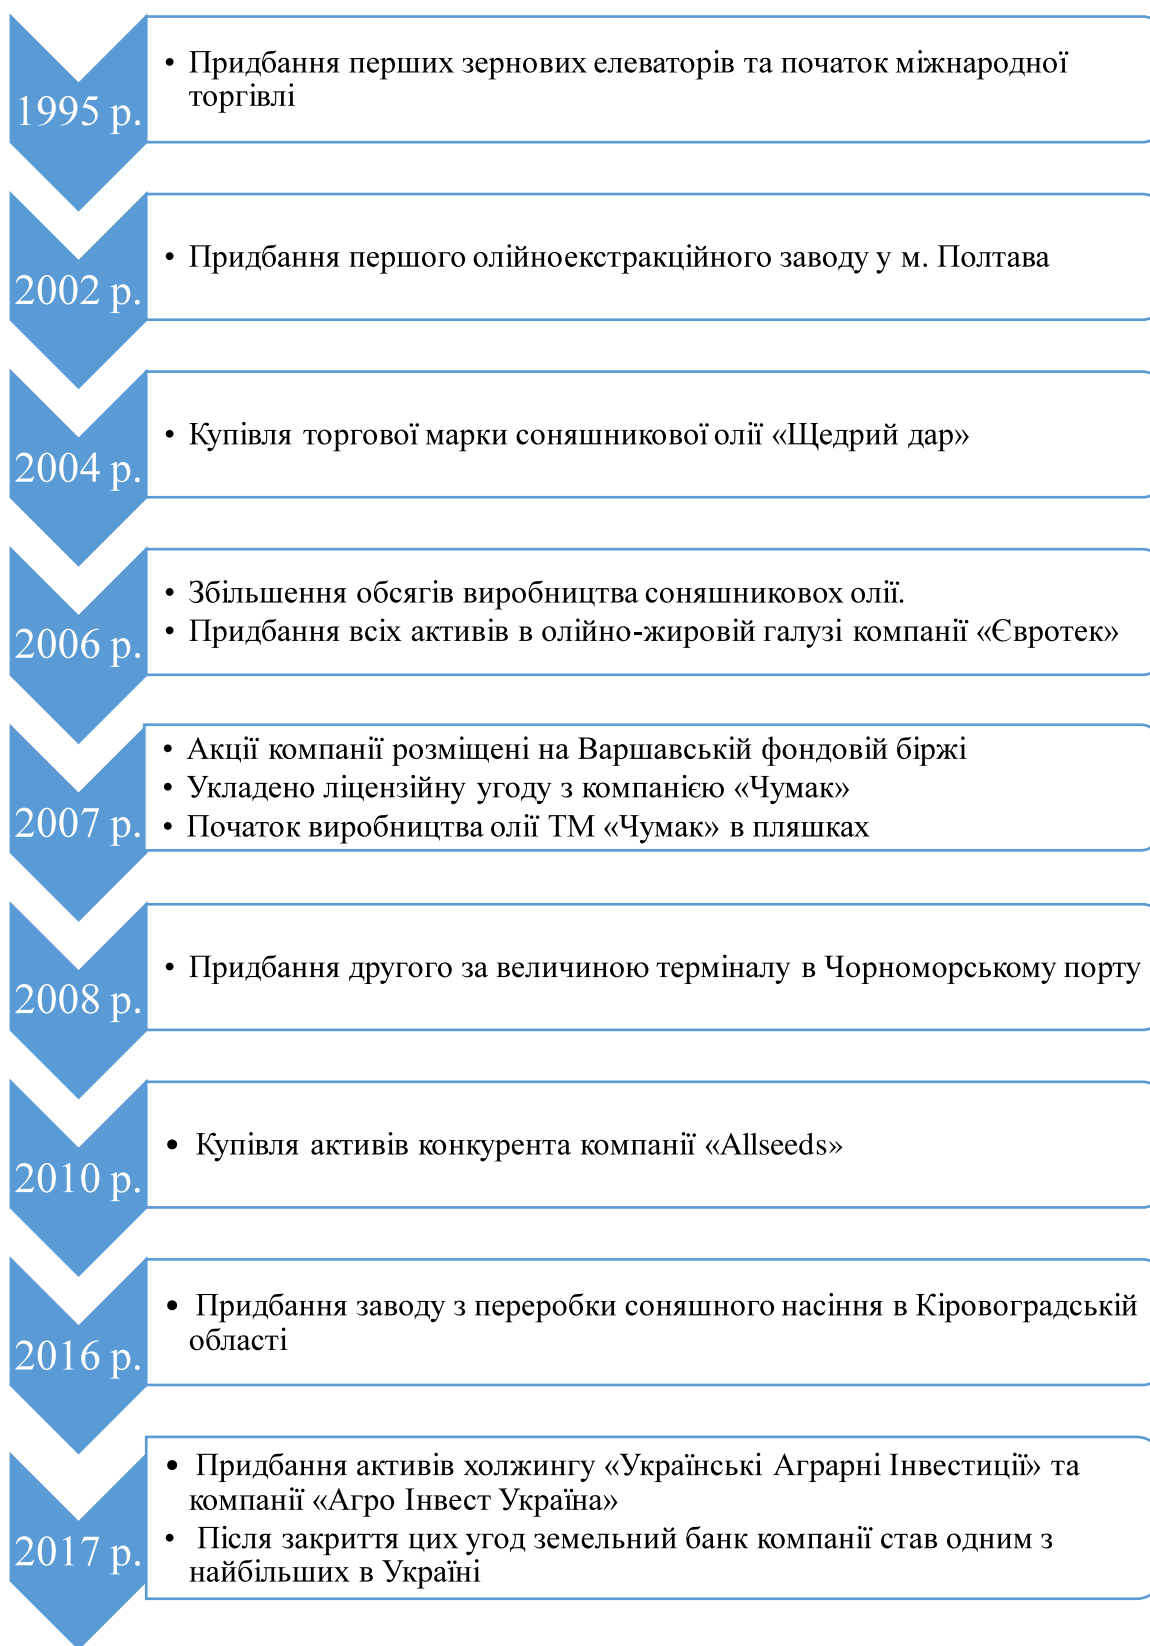 1995 р.
• Придбання перших зернових елеваторів та початок міжнародної
торгівлі
2002 р.
• Придбання першого олійноекстракційного заводу у м. Полтава
2004 р.
• Купівля торгової марки соняшникової олії «Щедрий дар»
2006 р.
• Збільшення обсягів виробництва соняшниковох олії.
• Придбання всіх активів в олійно-жировій галузі компанії «Євротек»
2007 р.
• Акції компанії розміщені на Варшавській фондовій біржі
• Укладено ліцензійну угоду з компанією «Чумак»
• Початок виробництва олії ТМ «Чумак» в пляшках
2008 р.
• Придбання другого за величиною терміналу в Чорноморському порту
2010 р.
• Купівля активів конкурента компанії «Allseeds»
2016 р.
• Придбання заводу з переробки соняшного насіння в Кіровоградській
області
2017 р.
• Придбання активів холжингу «Українські Аграрні Інвестиції» та
компанії «Агро Інвест Україна»
• Після закриття цих угод земельний банк компанії став одним з
найбільших в Україні